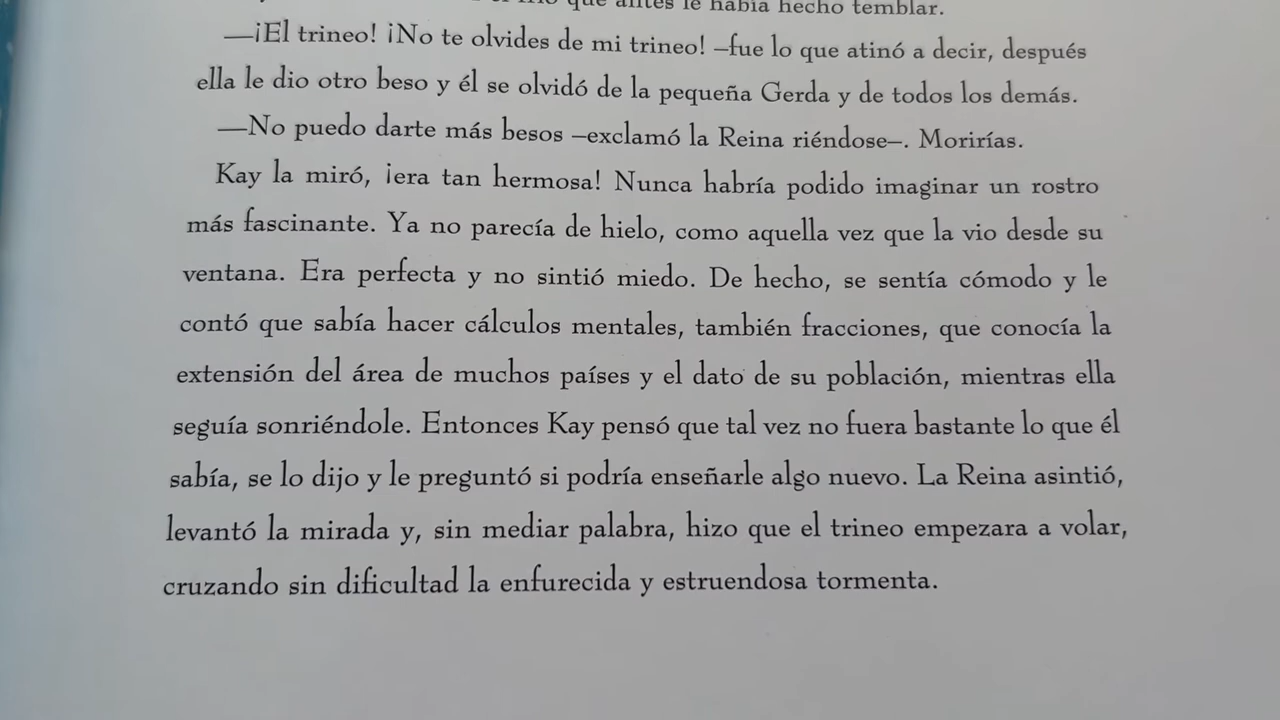 que antes le había hecho temblar.
—¡El trineo! ¡No te olvides de mi trineo! –fue lo que atinó a decir, después
ella le dio otro beso y él se olvidó de la pequeña Gerda y de todos los demás.
—No puedo darte más besos –exclamó la Reina riéndose–. Morirías.
Kay la miró, ¡era tan hermosa! Nunca habría podido imaginar un rostro
más fascinante. Ya no parecía de hielo, como aquella vez que la vio desde su
ventana. Era perfecta y no sintió miedo. De hecho, se sentía cómodo y le
contó que sabía hacer cálculos mentales, también fracciones, que conocía la
extensión del área de muchos países y el dato de su población, mientras ella
seguía sonriéndole. Entonces Kay pensó que tal vez no fuera bastante lo que él
sabía, se lo dijo y le preguntó si podría enseñarle algo nuevo. La Reina asintió,
levantó la mirada y, sin mediar palabra, hizo que el trineo empezara a volar,
cruzando sin dificultad la enfurecida y estruendosa tormenta.